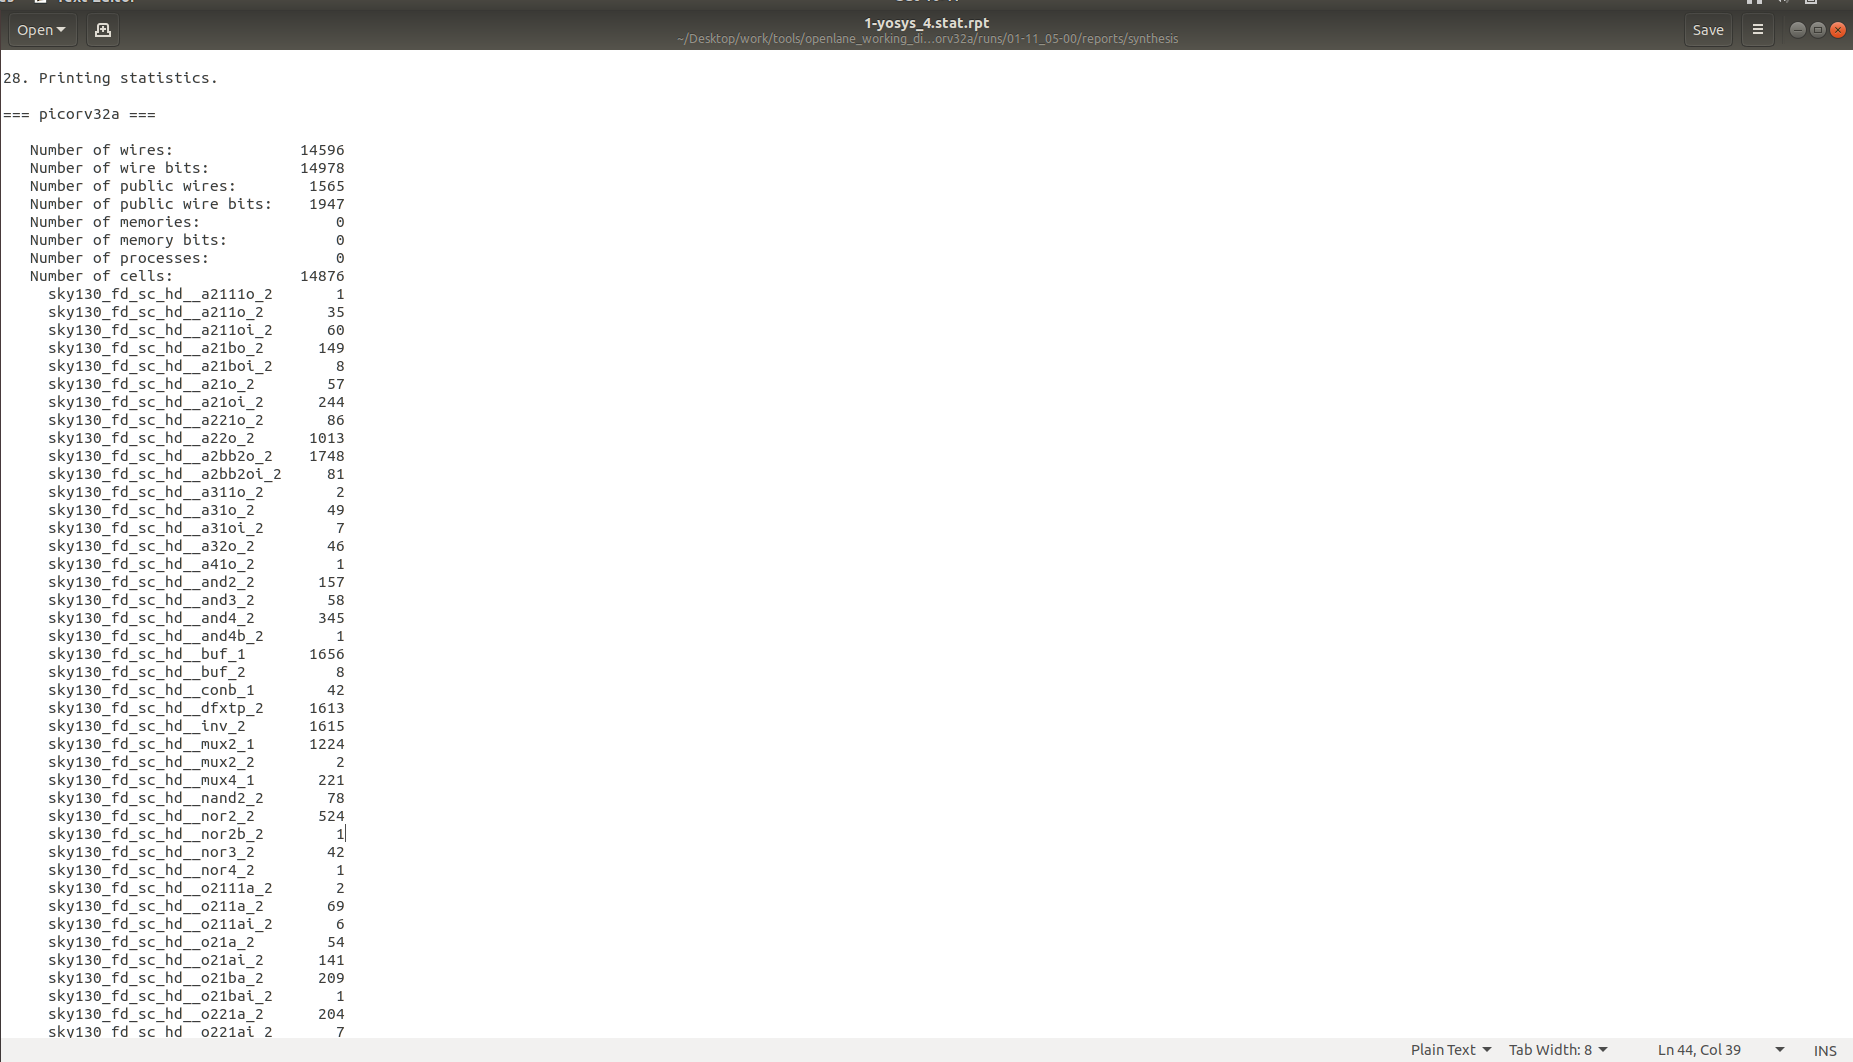 Open
1-yosys_4.stat.rpt
~/Desktop/work/tools/openlane_working_di…orv32a/runs/01-11_05-00/reports/synthesis
Save
28. Printing statistics.
=== picorv32a ===
Number of wires: 14596
Number of wire bits: 14978
Number of public wires: 1565
Number of public wire bits: 1947
Number of memories: 0
Number of memory bits: 0
Number of processes: 0
Number of cells: 14876
sky130_fd_sc_hd__a2111o_2 1
sky130_fd_sc_hd__a211o_2 35
sky130_fd_sc_hd__a211oi_2 60
sky130_fd_sc_hd__a21bo_2 149
sky130_fd_sc_hd__a21boi_2 8
sky130_fd_sc_hd__a21o_2 57
sky130_fd_sc_hd__a21oi_2 244
sky130_fd_sc_hd__a221o_2 86
sky130_fd_sc_hd__a22o_2 1013
sky130_fd_sc_hd__a2bb2o_2 1748
sky130_fd_sc_hd__a2bb2oi_2 81
sky130_fd_sc_hd__a311o_2 2
sky130_fd_sc_hd__a31o_2 49
sky130_fd_sc_hd__a31oi_2 7
sky130_fd_sc_hd__a32o_2 46
sky130_fd_sc_hd__a41o_2 1
sky130_fd_sc_hd__and2_2 157
sky130_fd_sc_hd__and3_2 58
sky130_fd_sc_hd__and4_2 345
sky130_fd_sc_hd__and4b_2 1
sky130_fd_sc_hd__buf_1 1656
sky130_fd_sc_hd__buf_2 8
sky130_fd_sc_hd__conb_1 42
sky130_fd_sc_hd__dfxtp_2 1613
sky130_fd_sc_hd__inv_2 1615
sky130_fd_sc_hd__mux2_1 1224
sky130_fd_sc_hd__mux2_2 2
sky130_fd_sc_hd__mux4_1 221
sky130_fd_sc_hd__nand2_2 78
sky130_fd_sc_hd__nor2_2 524
sky130_fd_sc_hd__nor2b_2 1
sky130_fd_sc_hd__nor3_2 42
sky130_fd_sc_hd__nor4_2 1
sky130_fd_sc_hd__o2111a_2 2
sky130_fd_sc_hd__o211a_2 69
sky130_fd_sc_hd__o211ai_2 6
sky130_fd_sc_hd__o21a_2 54
sky130_fd_sc_hd__o21ai_2 141
sky130_fd_sc_hd__o21ba_2 209
sky130_fd_sc_hd__o21bai_2 1
sky130_fd_sc_hd__o221a_2 204
sky130_fd_sc_hd__o221ai_2 7
Plain Text Tab Width: 8 Ln 44, Col 39 INS